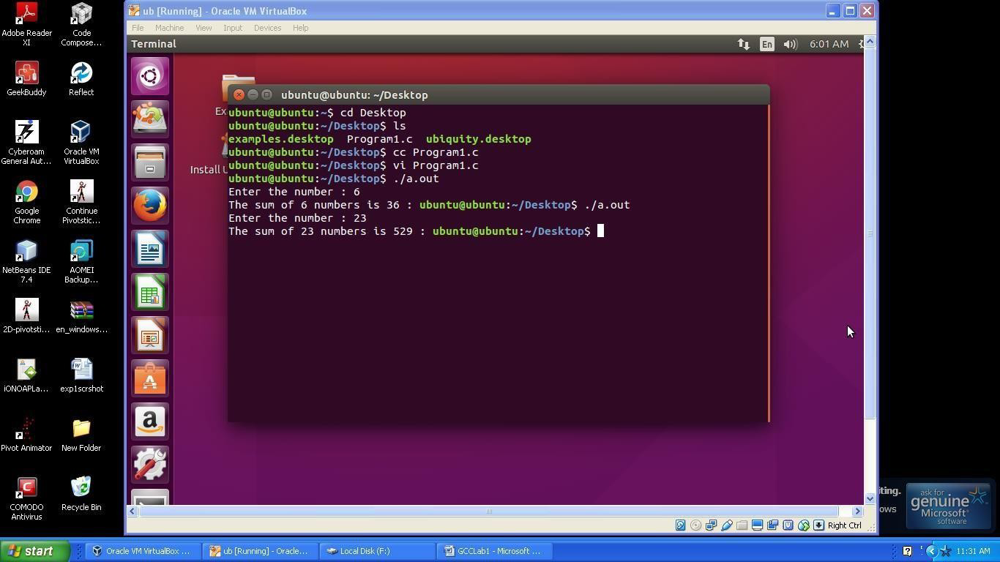 ub [Running] - Oracle VM VirtualBox
File Machine View Input Devices Help
Terminal En 6:01 AM
ubuntu@ubuntu: ~/Desktop
ubuntu@ubuntu:~$ cd Desktop
ubuntu@ubuntu:~/Desktop$ ls
examples.desktop Program1.c ubiquity.desktop
ubuntu@ubuntu:~/Desktop$ cc Program1.c
ubuntu@ubuntu:~/Desktop$ vi Program1.c
ubuntu@ubuntu:~/Desktop$ ./a.out
Enter the number : 6
The sum of 6 numbers is 36 : ubuntu@ubuntu:~/Desktop$ ./a.out
Enter the number : 23
The sum of 23 numbers is 529 : ubuntu@ubuntu:~/Desktop$
Ex
Install U
Adobe Reader
XI
Code
Compose...
GeekBuddy
Reflect
Cyberoam
General Aut...
Oracle VM
VirtualBox
Google
Chrome
Continue
Pivotstic...
NetBeans IDE
7.4
AOMEI
Backup...
2D-pivotsti...
en_windows...
iONOAPLa...
exp1scrshot
Pivot Animator
New Folder
COMODO
Antivirus
Recycle Bin
a
Right Ctrl
iting.
ows
ask for
genuine
Microsoft
software
start
Oracle VM VirtualBox ...
ub [Running] - Oracle...
Local Disk (F:)
GCCLab1 - Microsoft ...
11:31 AM